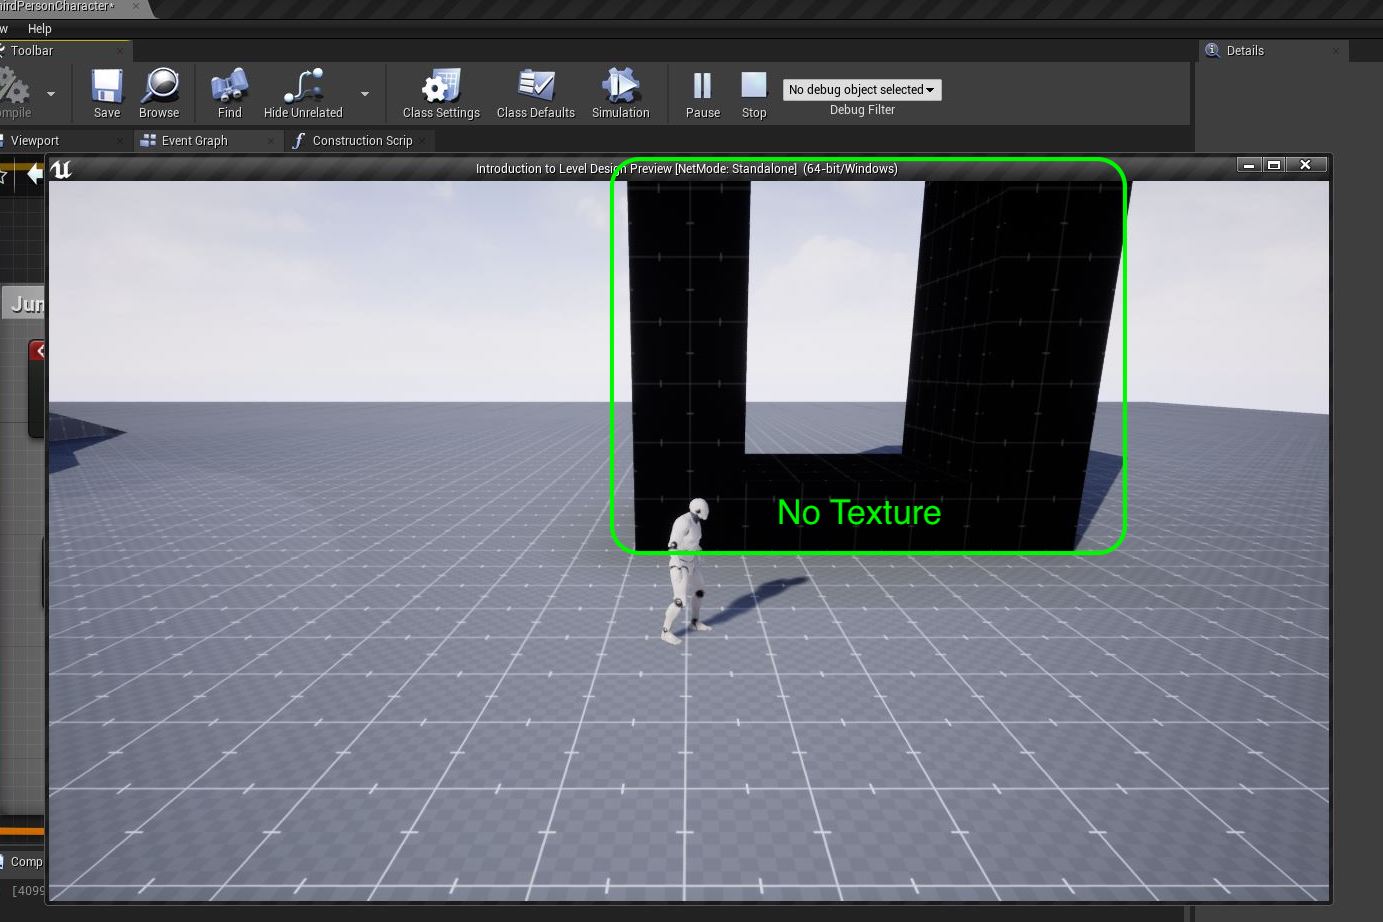 hirdPersonCharacter*
w Help
Toolbar
Details
mpile
Save
Browse
Find
Hide Unrelated
Class Settings
Class Defaults
Simulation
Pause
Stop
No debug object selected
Debug Filter
Viewport
Event Graph
f Construction Scrip
Introduction to Level Design Preview [NetMode: Standalone] (64-bit/Windows)
Jun
No Texture
Comp
[4099